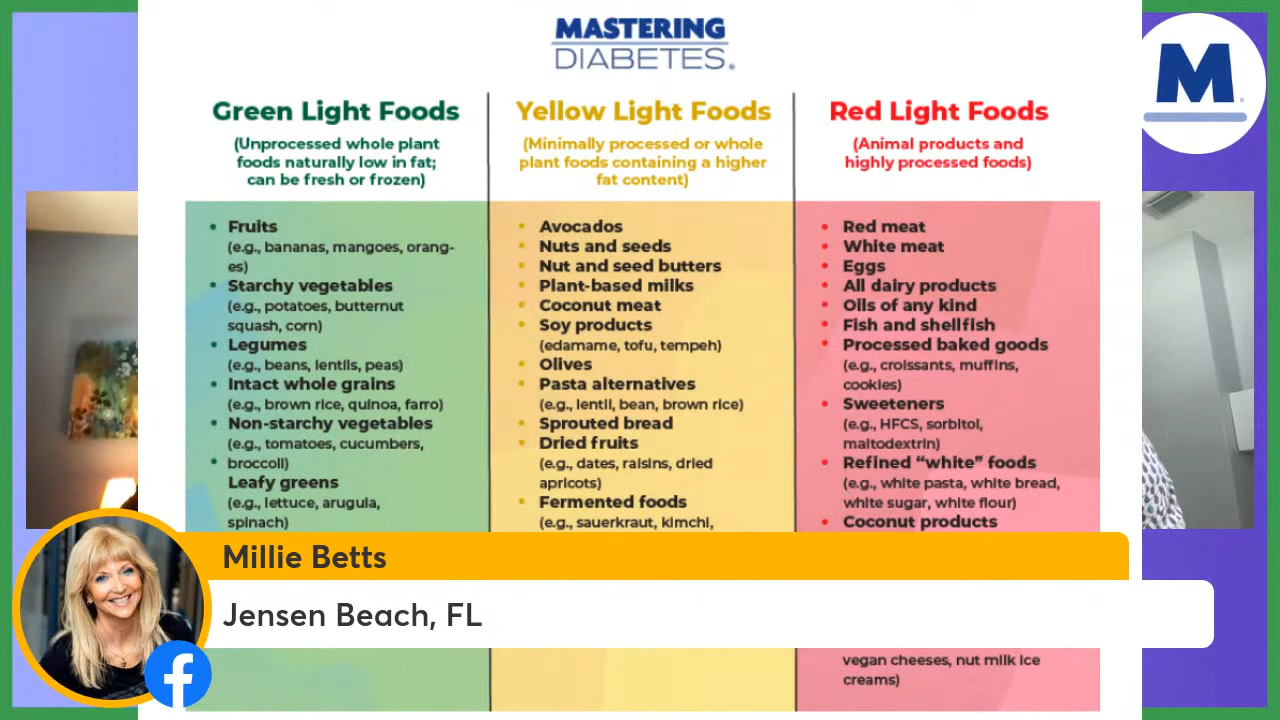 MASTERING
DIABETES®
M.
Green Light Foods
(Unprocessed whole plant
foods naturally low in fat;
can be fresh or frozen)
• Fruits
(e.g., bananas, mangoes, orang-
es)
• Starchy vegetables
(e.g., potatoes, butternut
squash, corn)
• Legumes
(e.g., beans, lentils, peas)
• Intact whole grains
(e.g., brown rice, quinoa, farro)
• Non-starchy vegetables
(e.g., tomatoes, cucumbers,
• broccoli)
Leafy greens
(e.g., lettuce, arugula,
spinach)
Yellow Light Foods
(Minimally processed or whole
plant foods containing a higher
fat content)
• Avocados
• Nuts and seeds
• Nut and seed butters
• Plant-based milks
• Coconut meat
• Soy products
(edamame, tofu, tempeh)
• Olives
• Pasta alternatives
(e.g., lentil, bean, brown rice)
• Sprouted bread
• Dried fruits
(e.g., dates, raisins, dried
apricots)
• Fermented foods
(e.g., sauerkraut, kimchi,
Red Light Foods
(Animal products and
highly processed foods)
• Red meat
• White meat
• Eggs
• All dairy products
• Oils of any kind
• Fish and shellfish
• Processed baked goods
(e.g., croissants, muffins,
cookies)
• Sweeteners
(e.g., HFCS, sorbitol,
maltodextrin)
• Refined “white” foods
(e.g., white pasta, white bread,
white sugar, white flour)
• Coconut products
vegan cheeses, nut milk ice
creams)
Millie Betts
Jensen Beach, FL